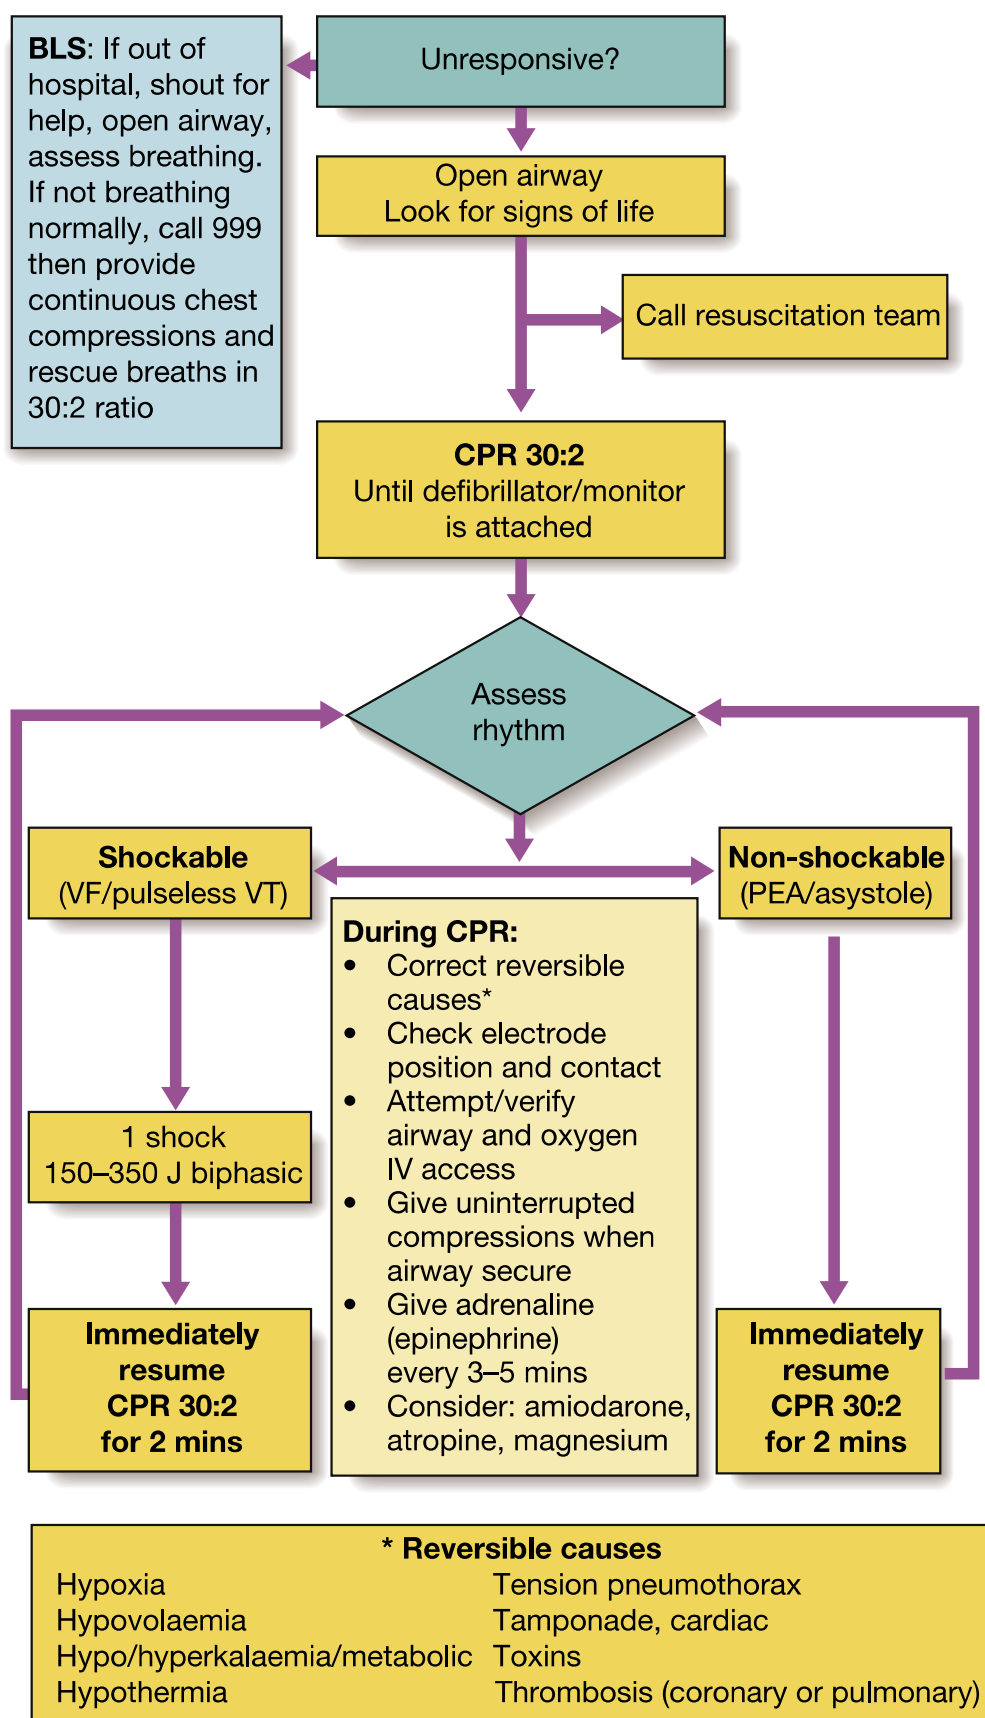 Unresponsive?
BLS: If out of
hospital, shout for
help, open airway,
assess breathing.
If not breathing
normally, call 999
then provide
continuous chest
compressions and
rescue breaths in
30:2 ratio
Open airway
Look for signs of life
Call resuscitation team
CPR 30:2
Until defibrillator/monitor
is attached
Assess
rhythm
Shockable
(VF/pulseless VT)
1 shock
150–350 J biphasic
Immediately
resume
CPR 30:2
for 2 mins
During CPR:
• Correct reversible
causes*
• Check electrode
position and contact
• Attempt/verify
airway and oxygen
IV access
• Give uninterrupted
compressions when
airway secure
• Give adrenaline
(epinephrine)
every 3–5 mins
• Consider: amiodarone,
atropine, magnesium
Non-shockable
(PEA/asystole)
Immediately
resume
CPR 30:2
for 2 mins
* Reversible causes
Hypoxia
Hypovolaemia
Hypo/hyperkalaemia/metabolic
Hypothermia
Tension pneumothorax
Tamponade, cardiac
Toxins
Thrombosis (coronary or pulmonary)